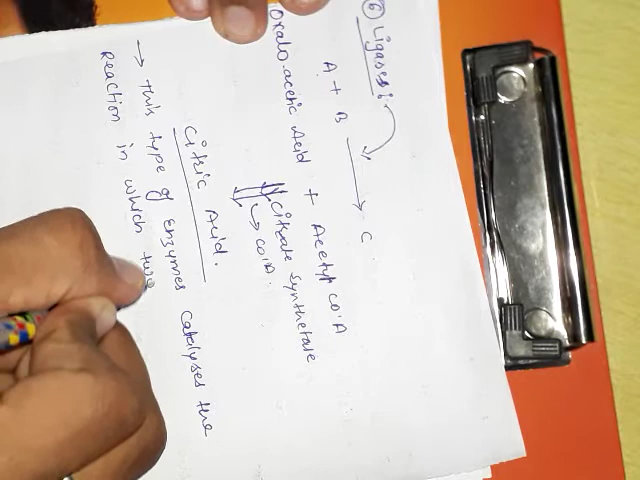 ⑥ Ligases:
A + B → C
Oxalo-acetic Acid + Acetyl co'A
Citrate synthetase
↳ CO'A.
Citric Acid.
→ this type of enzymes catalyses the
Reaction in which two